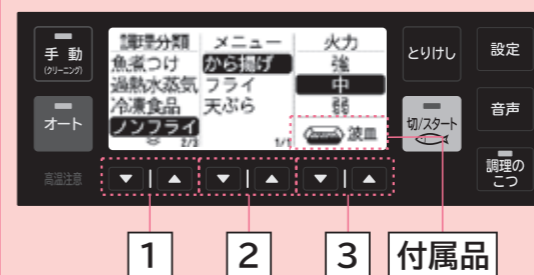 手動
(クリーニング)
オート
高温注意
調理分類
魚煮つけ
過熱水蒸気
冷凍食品
ノンフライ
2/3
メニュー
から揚げ
フライ
天ぷら
1/1
火力
強
中
弱
波皿
とりけし
切/スタート
設定
音声
調理の
こつ
▼ | ▲
▼ | ▲
▼ | ▲
1
2
3
付属品